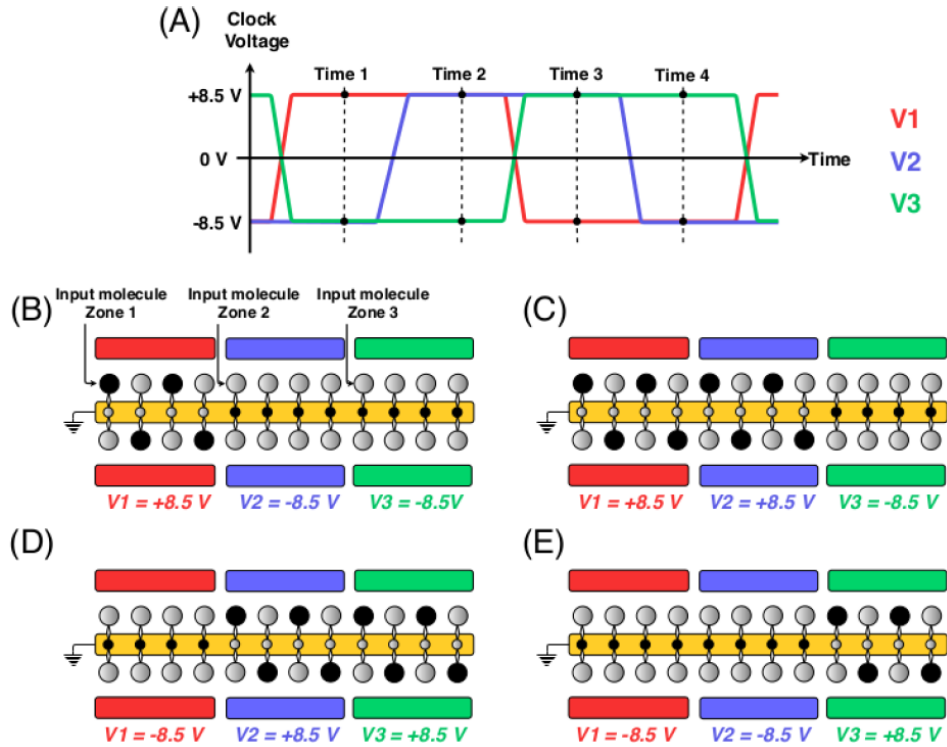 (A)
Clock
Voltage
Time 1 Time 2 Time 3 Time 4
+8.5 V
0 V
-8.5 V
Time
V1
V2
V3
(B)
Input molecule
Zone 1
Input molecule
Zone 2
Input molecule
Zone 3
V1 = +8.5 V V2 = -8.5 V V3 = -8.5V
(C)
V1 = +8.5 V V2 = +8.5 V V3 = -8.5 V
(D)
V1 = -8.5 V V2 = +8.5 V V3 = +8.5 V
(E)
V1 = -8.5 V V2 = -8.5 V V3 = +8.5 V